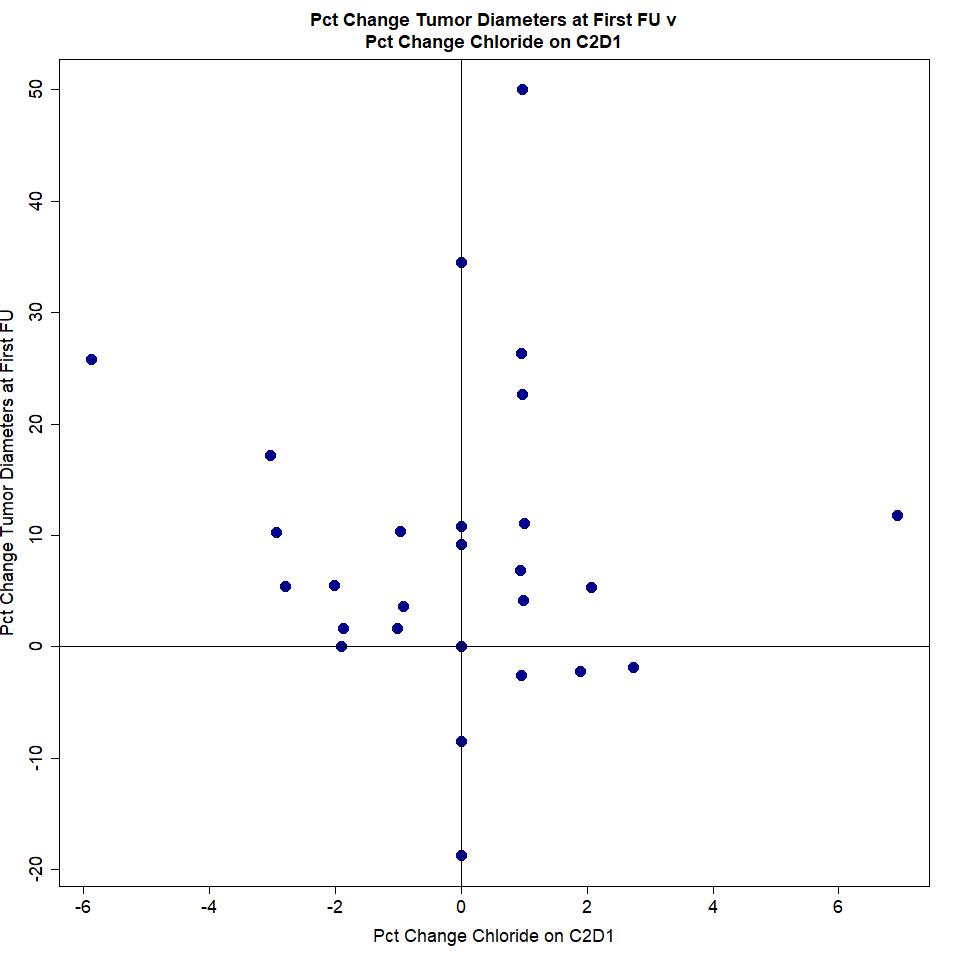 Pct Change Tumor Diameters at First FU v
Pct Change Chloride on C2D1
Pct Change Tumor Diameters at First FU
50
40
30
20
10
0
-10
-20
-6 -4 -2 0 2 4 6
Pct Change Chloride on C2D1